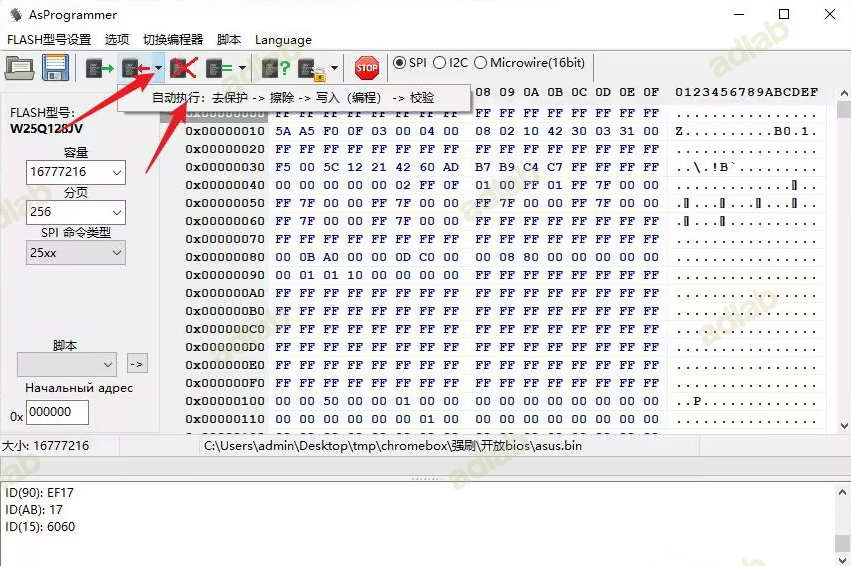 AsProgrammer
FLASH型号设置 选项 切换编程器 脚本 Language
STOP SPI I2C Microwire(16bit)
自动执行：去保护 -> 擦除 -> 写入（编程） -> 校验
08 09 0A 0B 0C 0D 0E 0F 0123456789ABCDEF
FLASH型号:
W25Q128JV
容量
16777216
分页
256
SPI 命令类型
25xx
脚本
->
Начальный адрес
0x 000000
FF FF FF FF FF FF FF FF ................
0x00000010 5A A5 F0 0F 03 00 04 00 08 02 10 42 30 03 31 00 Z..........B0.1.
0x00000020 FF FF FF FF FF FF FF FF FF FF FF FF FF FF FF FF ................
0x00000030 F5 00 5C 12 21 42 60 AD B7 B9 C4 C7 FF FF FF FF ..\.!B`.........
0x00000040 00 00 00 00 00 02 FF 0F 01 00 FF 01 FF 7F 00 00
0x00000050 FF 7F 00 00 FF 7F 00 00 FF 7F 00 00 FF 7F 00 00
0x00000060 FF 7F 00 00 FF 7F 00 00 FF FF FF FF FF FF FF FF
0x00000070 FF FF FF FF FF FF FF FF FF FF FF FF FF FF FF FF ................
0x00000080 00 0B A0 00 00 0D C0 00 00 08 80 00 00 00 00 00 ................
0x00000090 00 01 01 10 00 00 00 00 FF FF FF FF FF FF FF FF ................
0x000000A0 FF FF FF FF FF FF FF FF FF FF FF FF FF FF FF FF ................
0x000000B0 FF FF FF FF FF FF FF FF FF FF FF FF FF FF FF FF ................
0x000000C0 FF FF FF FF FF FF FF FF FF FF FF FF FF FF FF FF ................
0x000000D0 FF FF FF FF FF FF FF FF FF FF FF FF FF FF FF FF ................
0x000000E0 FF FF FF FF FF FF FF FF FF FF FF FF FF FF FF FF ................
0x000000F0 FF FF FF FF FF FF FF FF FF FF FF FF FF FF FF FF ................
0x00000100 00 00 50 00 00 01 00 00 00 00 00 00 00 00 00 00 ..P.............
0x00000110 00 00 00 00 00 00 01 00 00 00 00 00 00 00 00 00 ................
大小: 16777216 C:\Users\admin\Desktop\tmp\chromebox\强刷\开放bios\asus.bin
ID(90): EF17
ID(AB): 17
ID(15): 6060
adlab